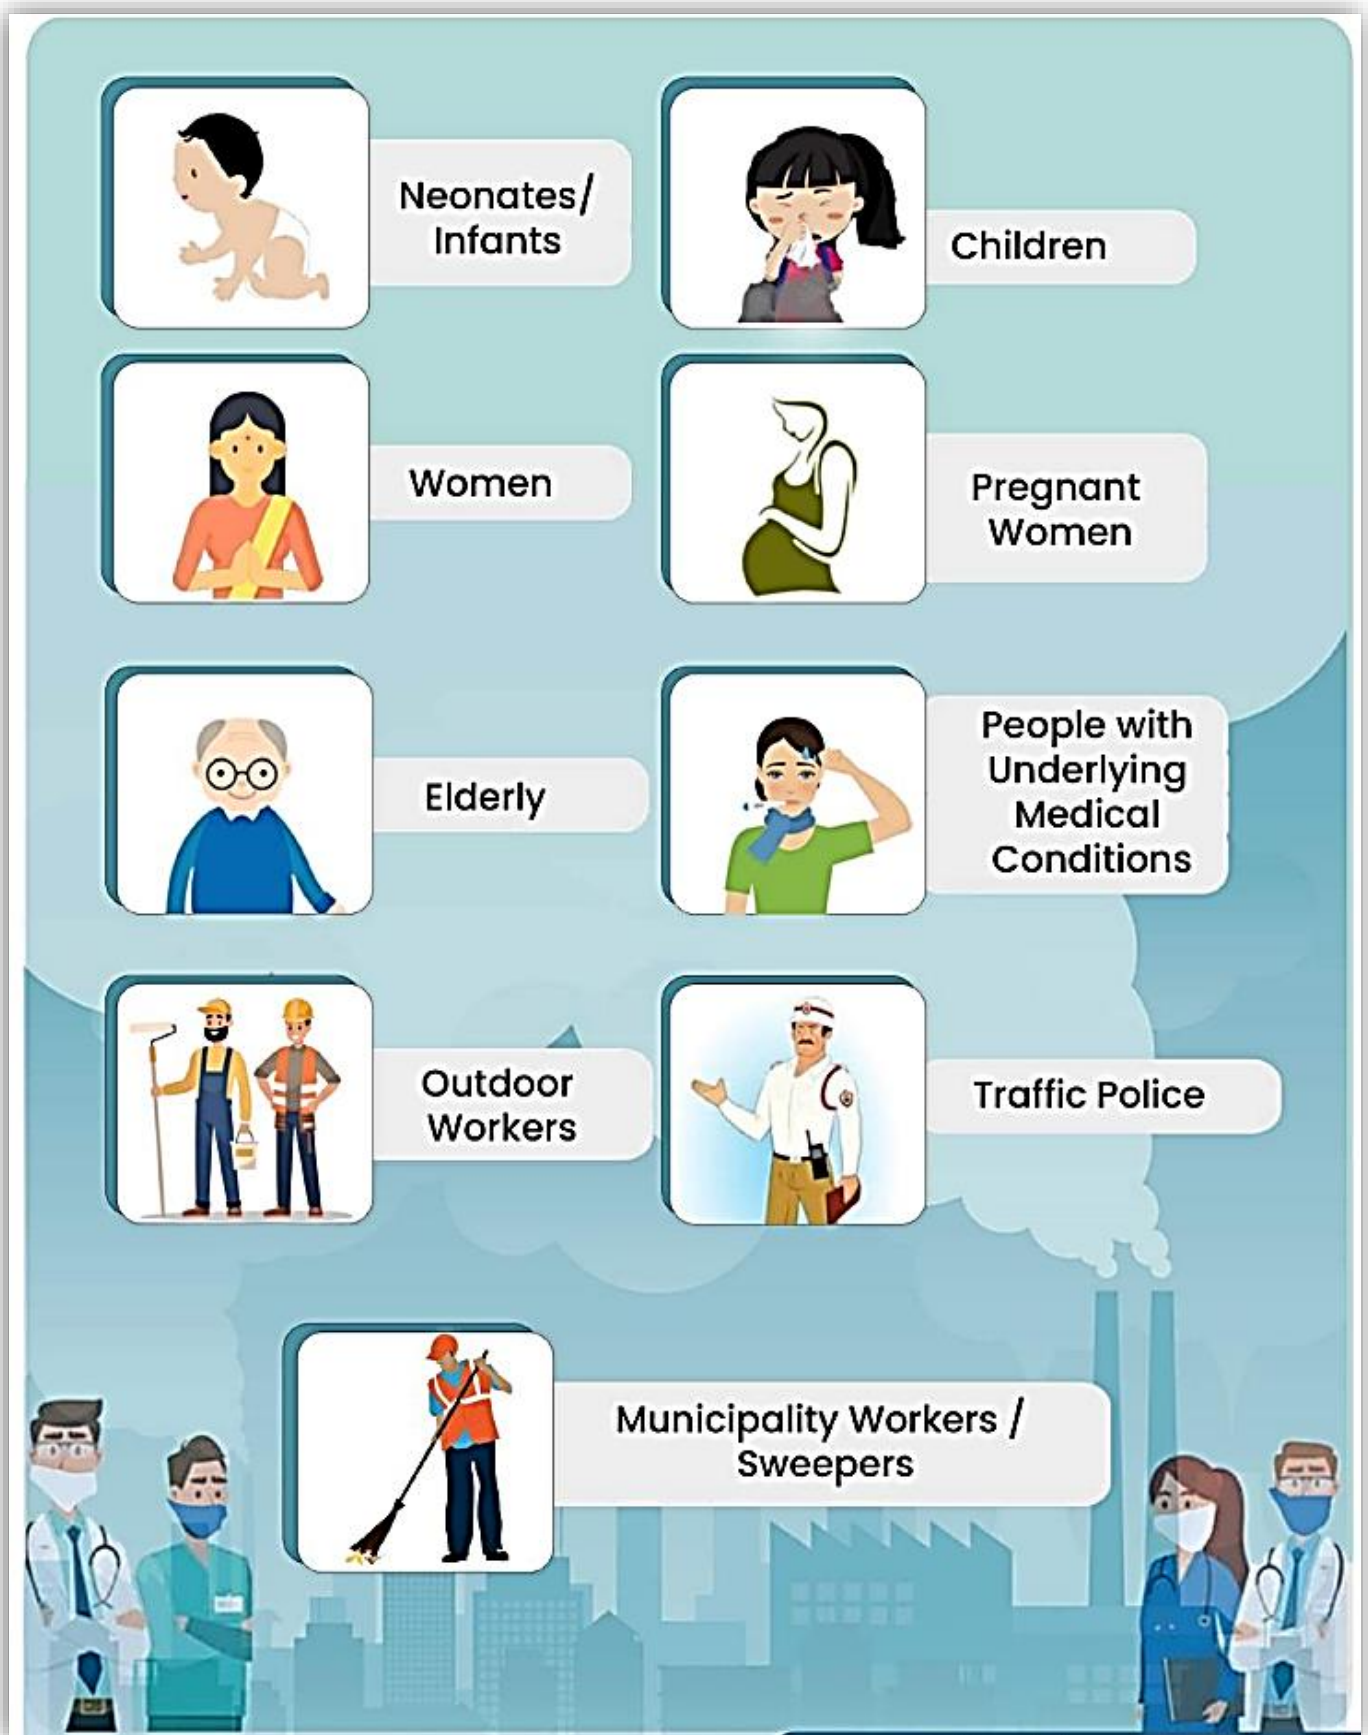 Neonates/
Infants
Children
Women
Pregnant
Women
Elderly
People with
Underlying
Medical
Conditions
Outdoor
Workers
Traffic Police
Municipality Workers /
Sweepers